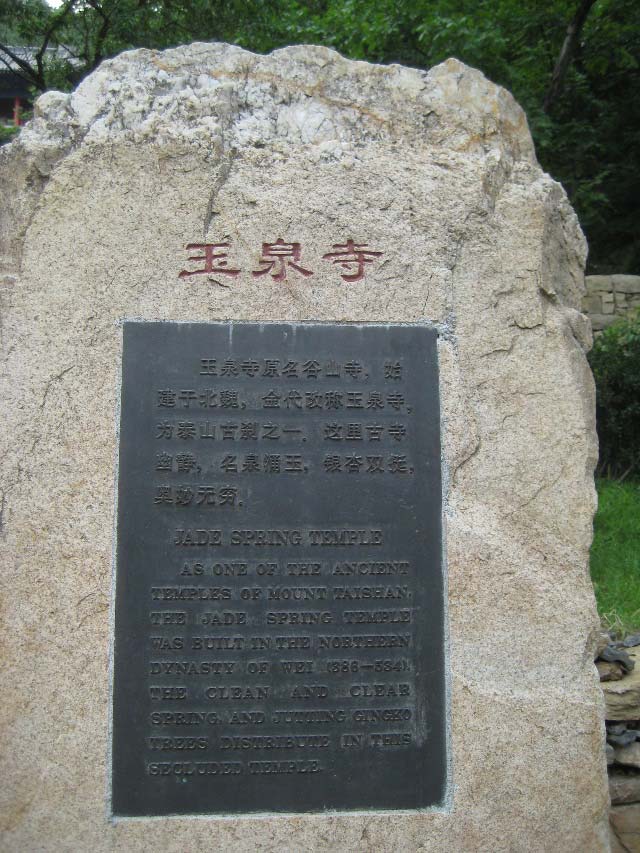 玉泉寺
玉泉寺原名谷山寺，始
建于北魏，金代改称玉泉寺，
为泰山古刹之一。这里古寺
幽静，名泉涌玉，银杏双挺，
奥妙无穷。
JADE SPRING TEMPLE
AS ONE OF THE ANCIENT
TEMPLES OF MOUNT TAISHAN.
THE JADE SPRING TEMPLE
WAS BUILT IN THE NORTHERN
DYNASTY OF WEI (386—534).
THE CLEAN AND CLEAR
SPRING AND JUTTING GINGKO
TREES DISTRIBUTE IN THIS
SECLUDED TEMPLE.